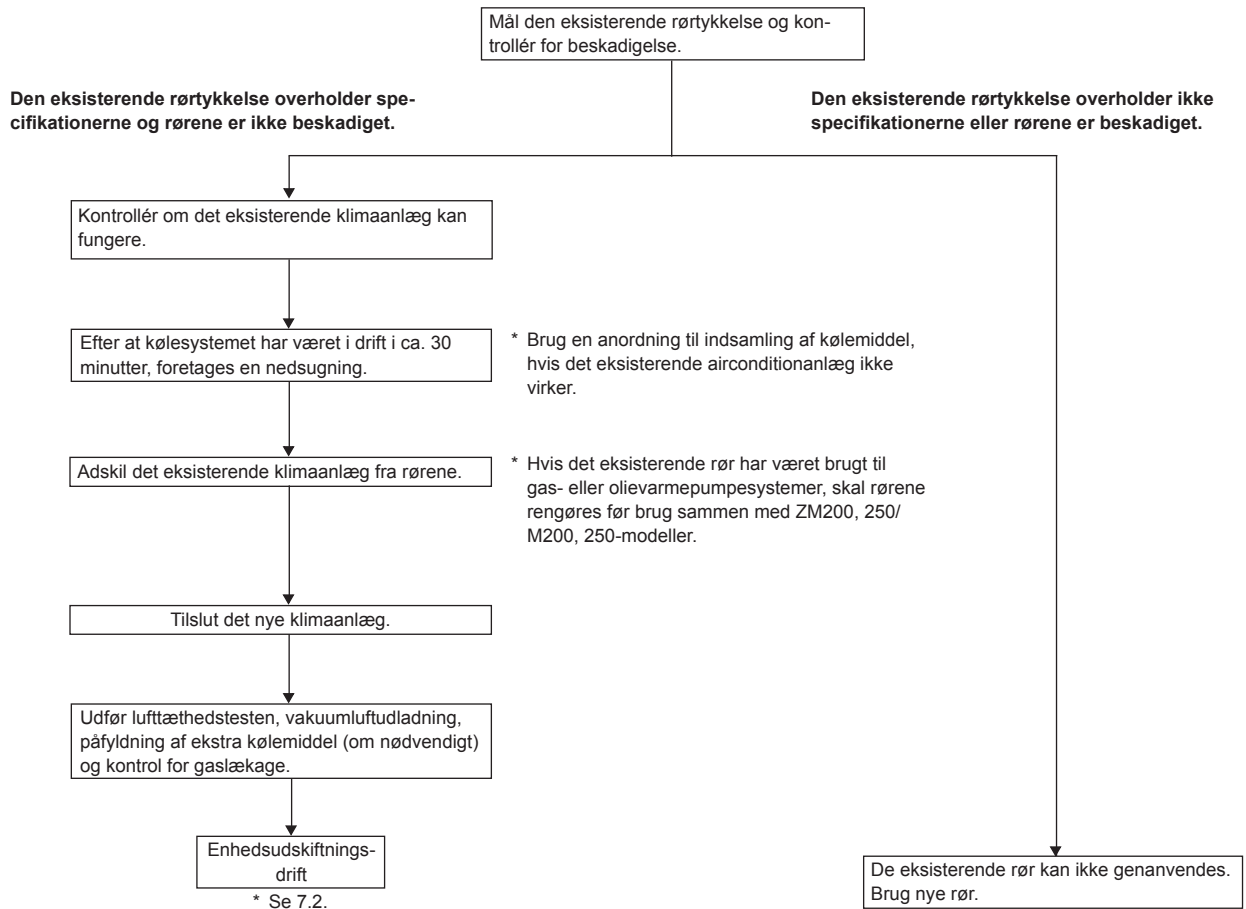 Mål den eksisterende rørtykkelse og kon-
trollér for beskadigelse.
Den eksisterende rørtykkelse overholder spe-
cifikationerne og rørene er ikke beskadiget.
Den eksisterende rørtykkelse overholder ikke
specifikationerne eller rørene er beskadiget.
Kontrollér om det eksisterende klimaanlæg kan
fungere.
Efter at kølesystemet har været i drift i ca. 30
minutter, foretages en nedsugning.
* Brug en anordning til indsamling af kølemiddel,
hvis det eksisterende airconditionanlæg ikke
virker.
Adskil det eksisterende klimaanlæg fra rørene.
* Hvis det eksisterende rør har været brugt til
gas- eller olievarmepumpesystemer, skal rørene
rengøres før brug sammen med ZM200, 250/
M200, 250-modeller.
Tilslut det nye klimaanlæg.
Udfør lufttæthedstesten, vakuumluftudladning,
påfyldning af ekstra kølemiddel (om nødvendigt)
og kontrol for gaslækage.
Enhedsudskiftnings-
drift
* Se 7.2.
De eksisterende rør kan ikke genanvendes.
Brug nye rør.